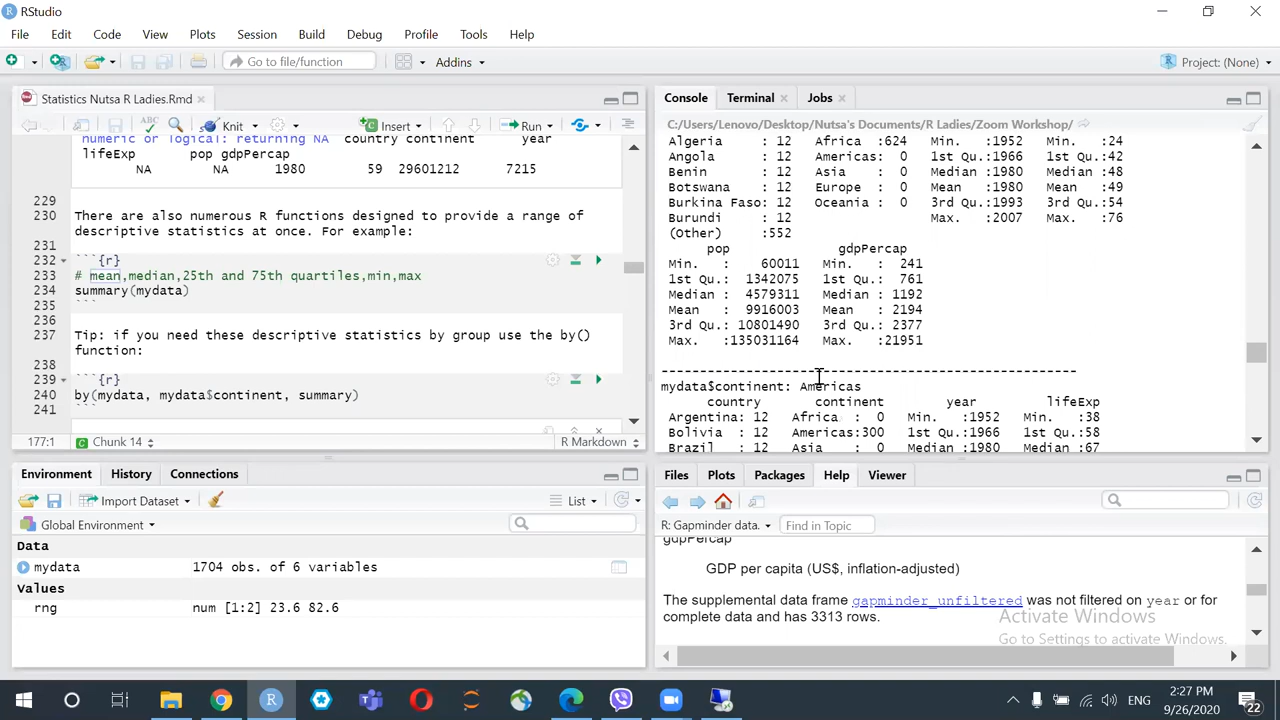 RStudio
File Edit Code View Plots Session Build Debug Profile Tools Help
Go to file/function Addins Project: (None)
Statistics Nutsa R Ladies.Rmd
ABC Knit Insert Run
numeric or logical: returning NA country continent year
lifeExp pop gdpPercap
NA NA 1980 59 29601212 7215
229
230 There are also numerous R functions designed to provide a range of
descriptive statistics at once. For example:
231
232 ```{r}
233 # mean,median,25th and 75th quartiles,min,max
234 summary(mydata)
235 ```
236
237 Tip: if you need these descriptive statistics by group use the by()
function:
238
239 ```{r}
240 by(mydata, mydata$continent, summary)
241 ```
177:1 Chunk 14 R Markdown
Console Terminal Jobs
C:/Users/Lenovo/Desktop/Nutsa's Documents/R Ladies/Zoom Workshop/
Algeria : 12 Africa :624 Min. :1952 Min. :24
Angola : 12 Americas: 0 1st Qu.:1966 1st Qu.:42
Benin : 12 Asia : 0 Median :1980 Median :48
Botswana : 12 Europe : 0 Mean :1980 Mean :49
Burkina Faso: 12 Oceania : 0 3rd Qu.:1993 3rd Qu.:54
Burundi : 12 Max. :2007 Max. :76
(Other) :552
pop gdpPercap
Min. : 60011 Min. : 241
1st Qu.: 1342075 1st Qu.: 761
Median : 4579311 Median : 1192
Mean : 9916003 Mean : 2194
3rd Qu.: 10801490 3rd Qu.: 2377
Max. :135031164 Max. :21951
------------------------------------------------------
mydata$continent: Americas
country continent year lifeExp
Argentina: 12 Africa : 0 Min. :1952 Min. :38
Bolivia : 12 Americas:300 1st Qu.:1966 1st Qu.:58
Brazil : 12 Asia : 0 Median :1980 Median :67
Environment History Connections
Import Dataset List
Global Environment
Data
mydata 1704 obs. of 6 variables
Values
rng num [1:2] 23.6 82.6
Files Plots Packages Help Viewer
R: Gapminder data. Find in Topic
gdpPercap
GDP per capita (US$, inflation-adjusted)
The supplemental data frame gapminder_unfiltered was not filtered on year or for
complete data and has 3313 rows.
Activate Windows
Go to Settings to activate Windows.
ENG 2:27 PM
9/26/2020 22